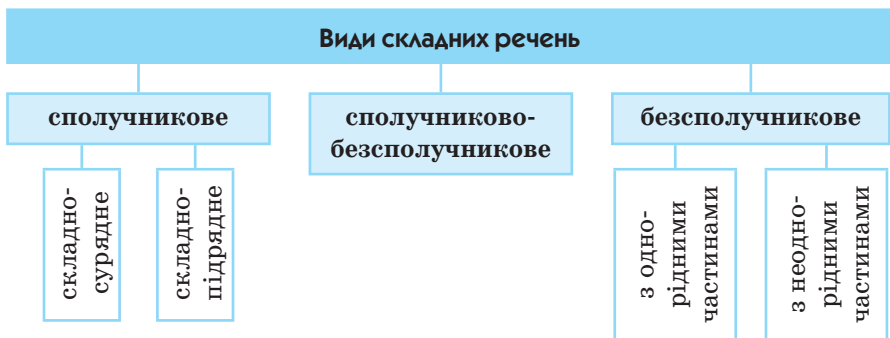 Види складних речень
сполучникове
сполучниково-
безсполучникове
безсполучникове
складно-
сурядне
складно-
підрядне
з одно-
рідними
частинами
з неодно-
рідними
частинами